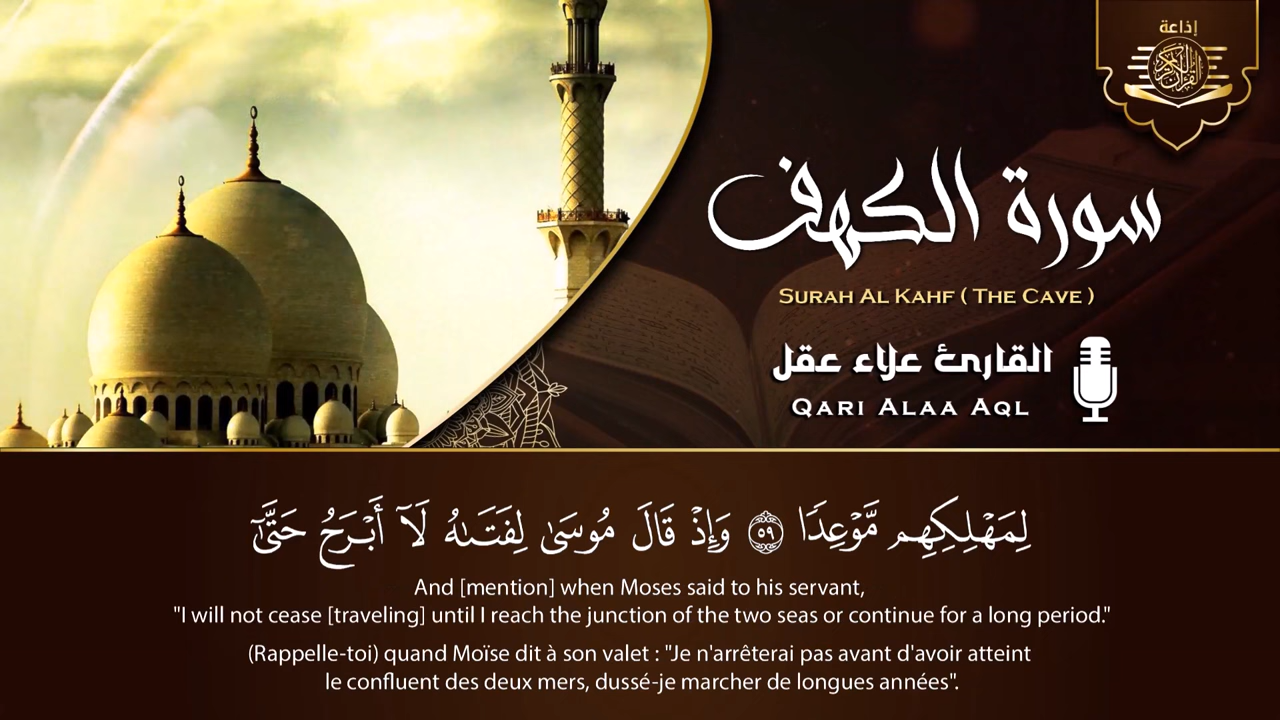 إذاعة
القرآن الكريم
سورة الكهف
SURAH AL KAHF ( THE CAVE )
القارئ علاء عقل
QARI ALAA AQL
لِمَهْلِكِهِم مَّوْعِدًا ۝٥٩ وَإِذْ قَالَ مُوسَىٰ لِفَتَىٰهُ لَآ أَبْرَحُ حَتَّىٰٓ
And [mention] when Moses said to his servant,
"I will not cease [traveling] until I reach the junction of the two seas or continue for a long period."
(Rappelle-toi) quand Moïse dit à son valet : "Je n'arrêterai pas avant d'avoir atteint
le confluent des deux mers, dussé-je marcher de longues années".